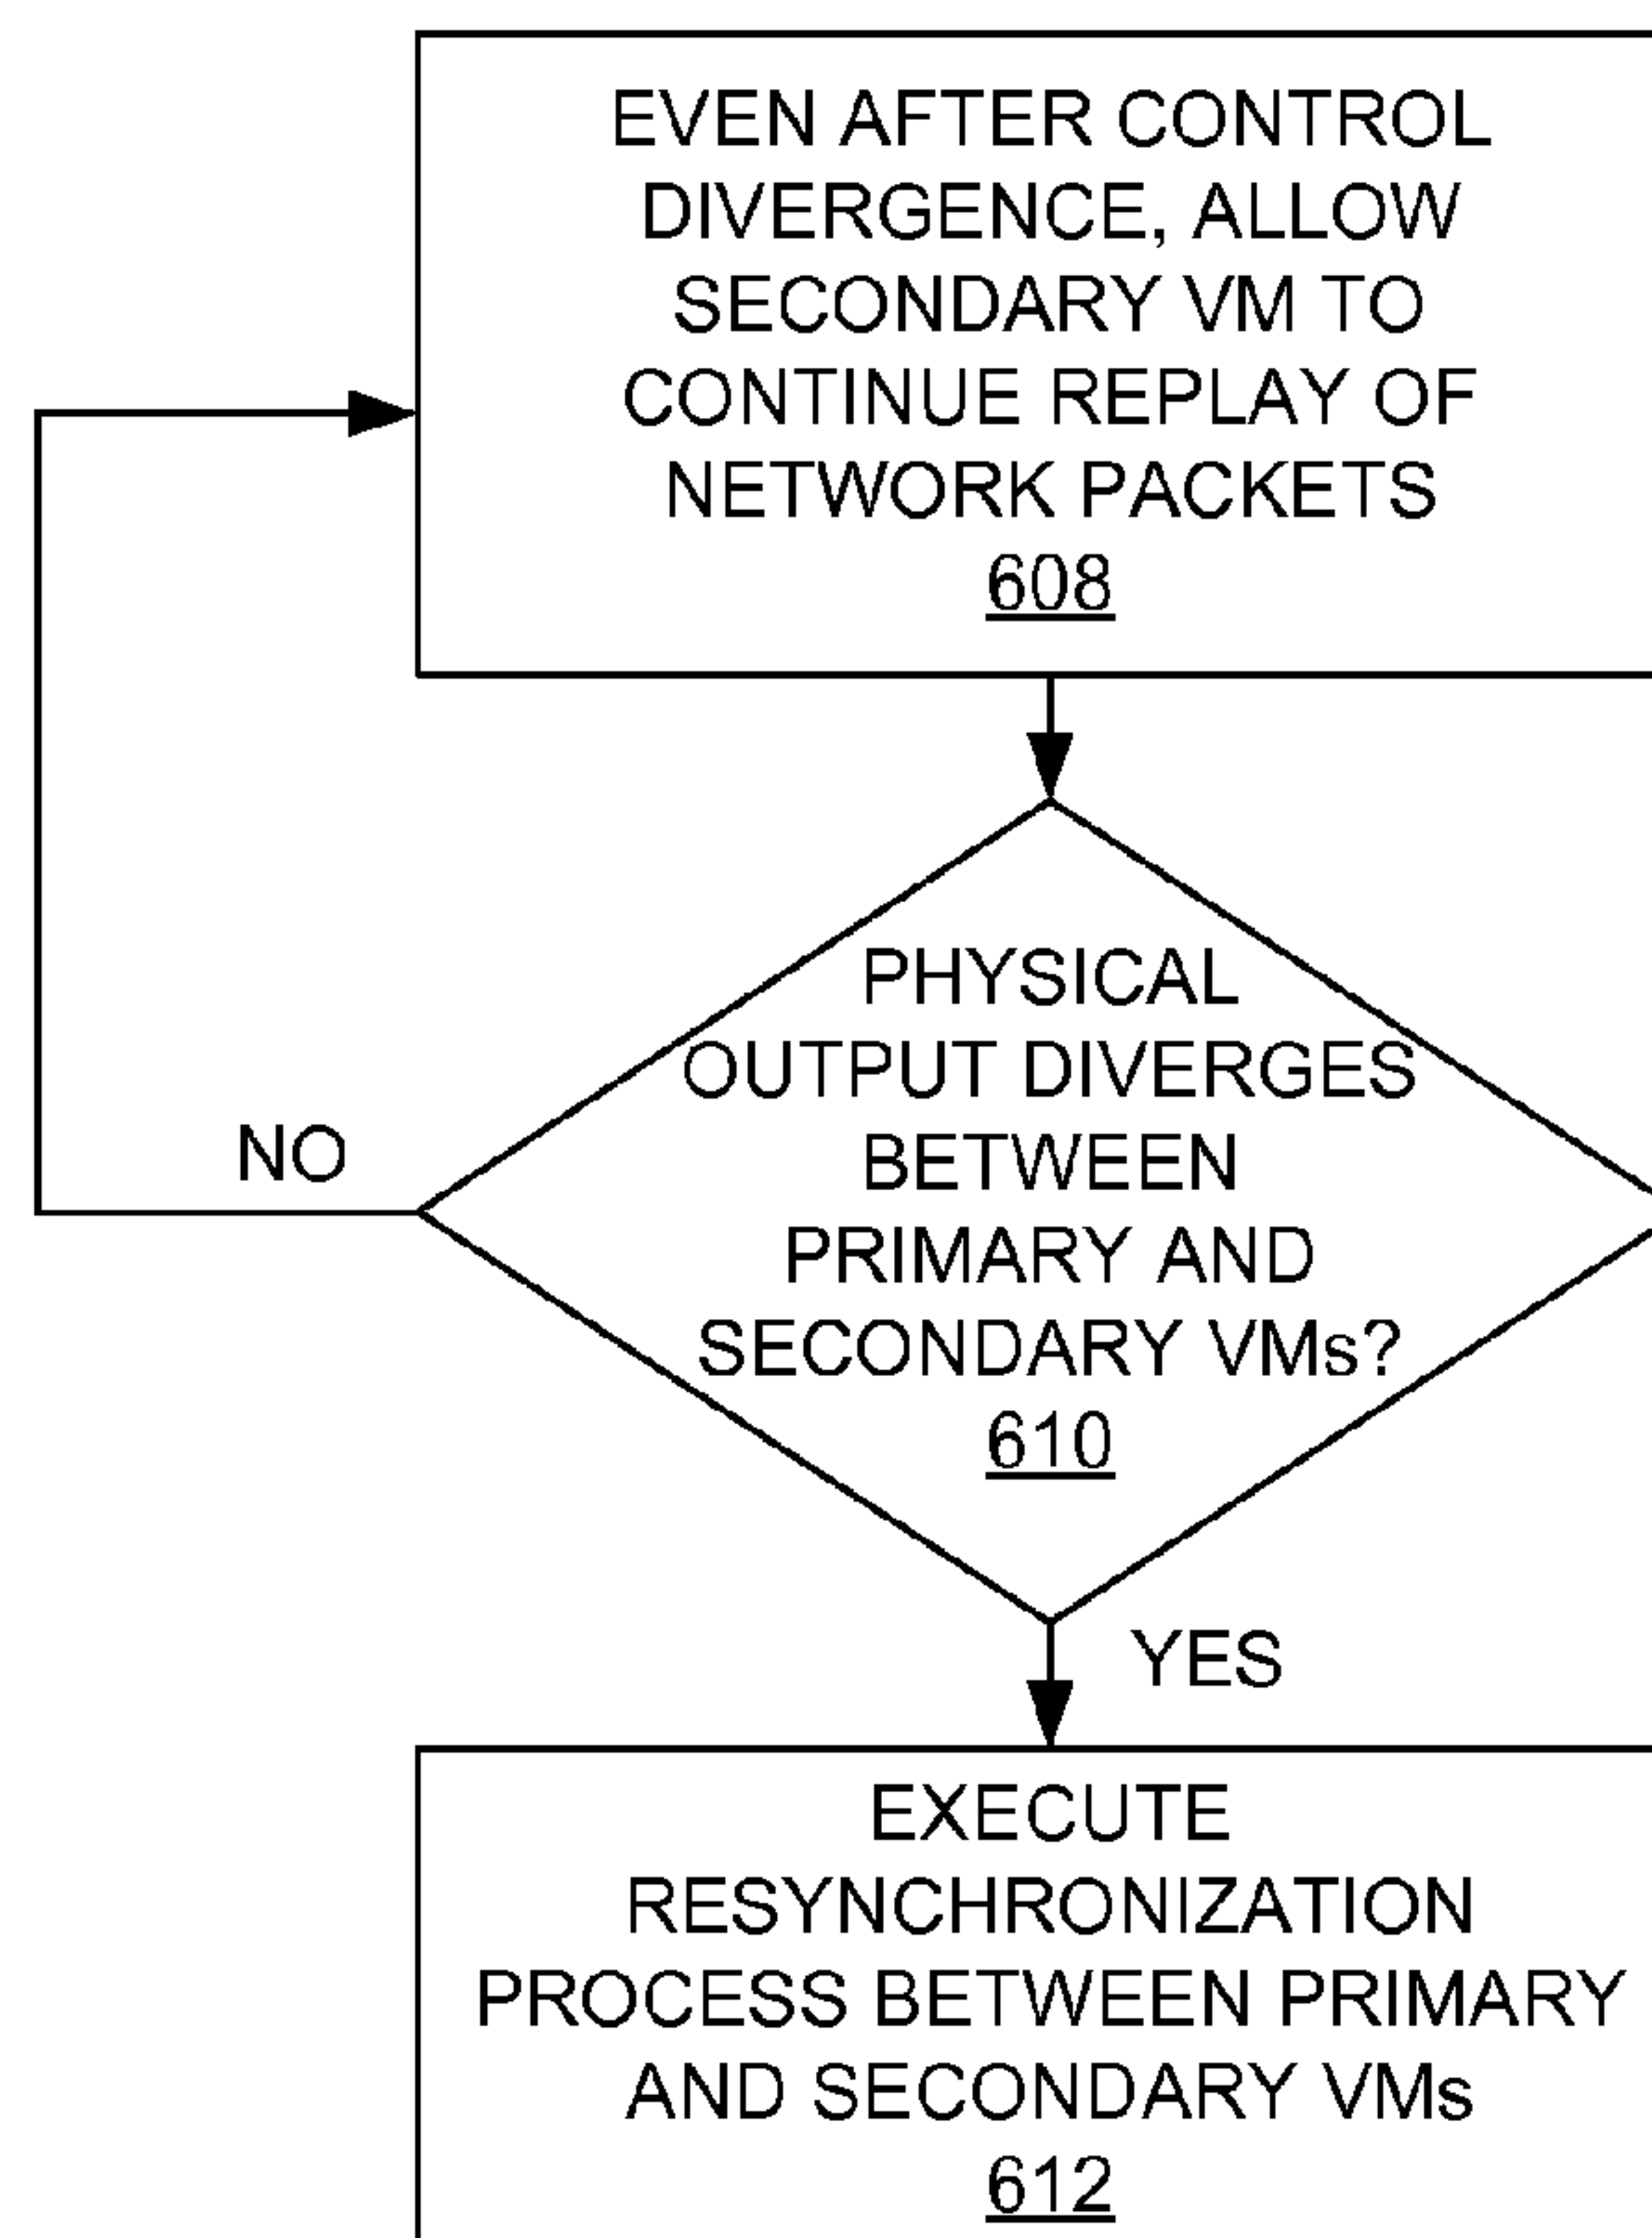 EVEN AFTER CONTROL
DIVERGENCE, ALLOW
SECONDARY VM TO
CONTINUE REPLAY OF
NETWORK PACKETS
608
PHYSICAL
OUTPUT DIVERGES
BETWEEN
PRIMARY AND
SECONDARY VMs?
610
NO
YES
EXECUTE
RESYNCHRONIZATION
PROCESS BETWEEN PRIMARY
AND SECONDARY VMs
612